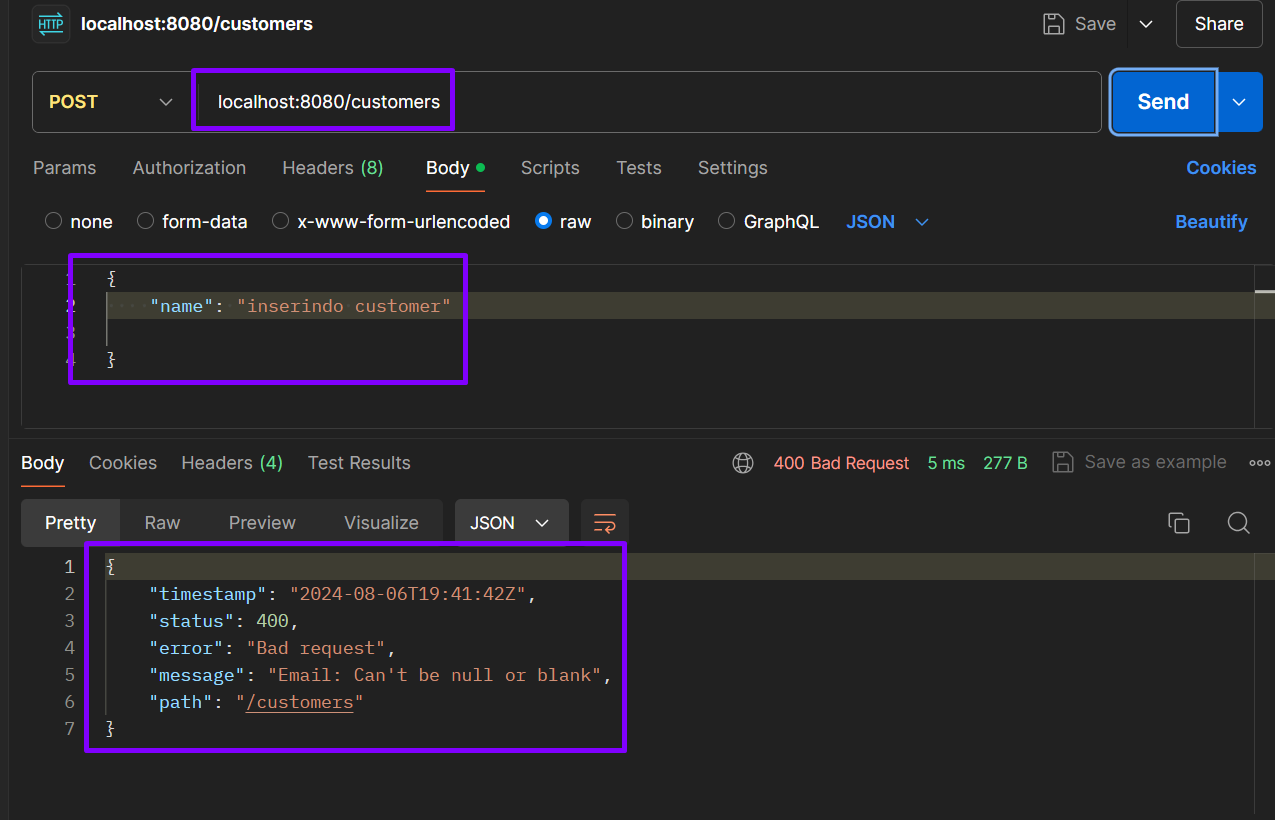 HTTP localhost:8080/customers Save Share
POST localhost:8080/customers Send
Params Authorization Headers (8) Body Scripts Tests Settings Cookies
none form-data x-www-form-urlencoded raw binary GraphQL JSON Beautify
1 {
2 "name": "inserindo customer"
3
4 }
Body Cookies Headers (4) Test Results 400 Bad Request 5 ms 277 B Save as example
Pretty Raw Preview Visualize JSON
1 {
2 "timestamp": "2024-08-06T19:41:42Z",
3 "status": 400,
4 "error": "Bad request",
5 "message": "Email: Can't be null or blank",
6 "path": "/customers"
7 }